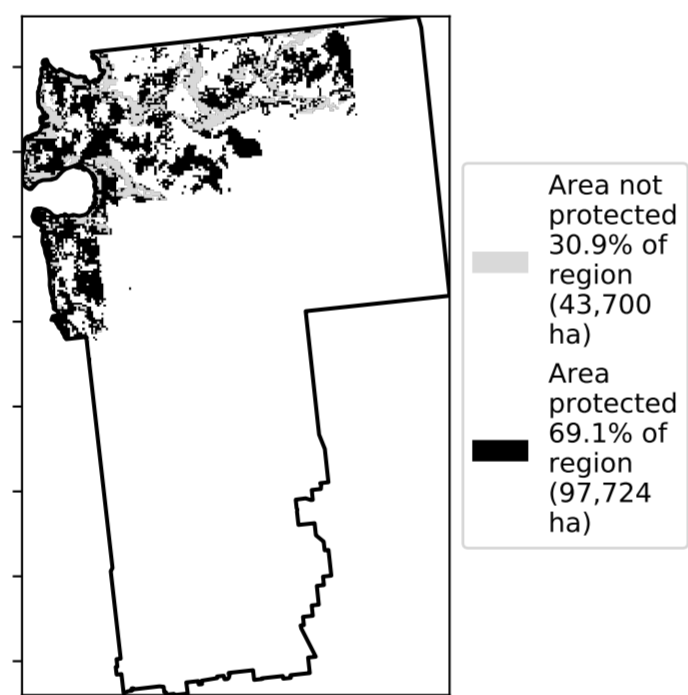 Area not
protected
30.9% of
region
(43,700
ha)
Area
protected
69.1% of
region
(97,724
ha)